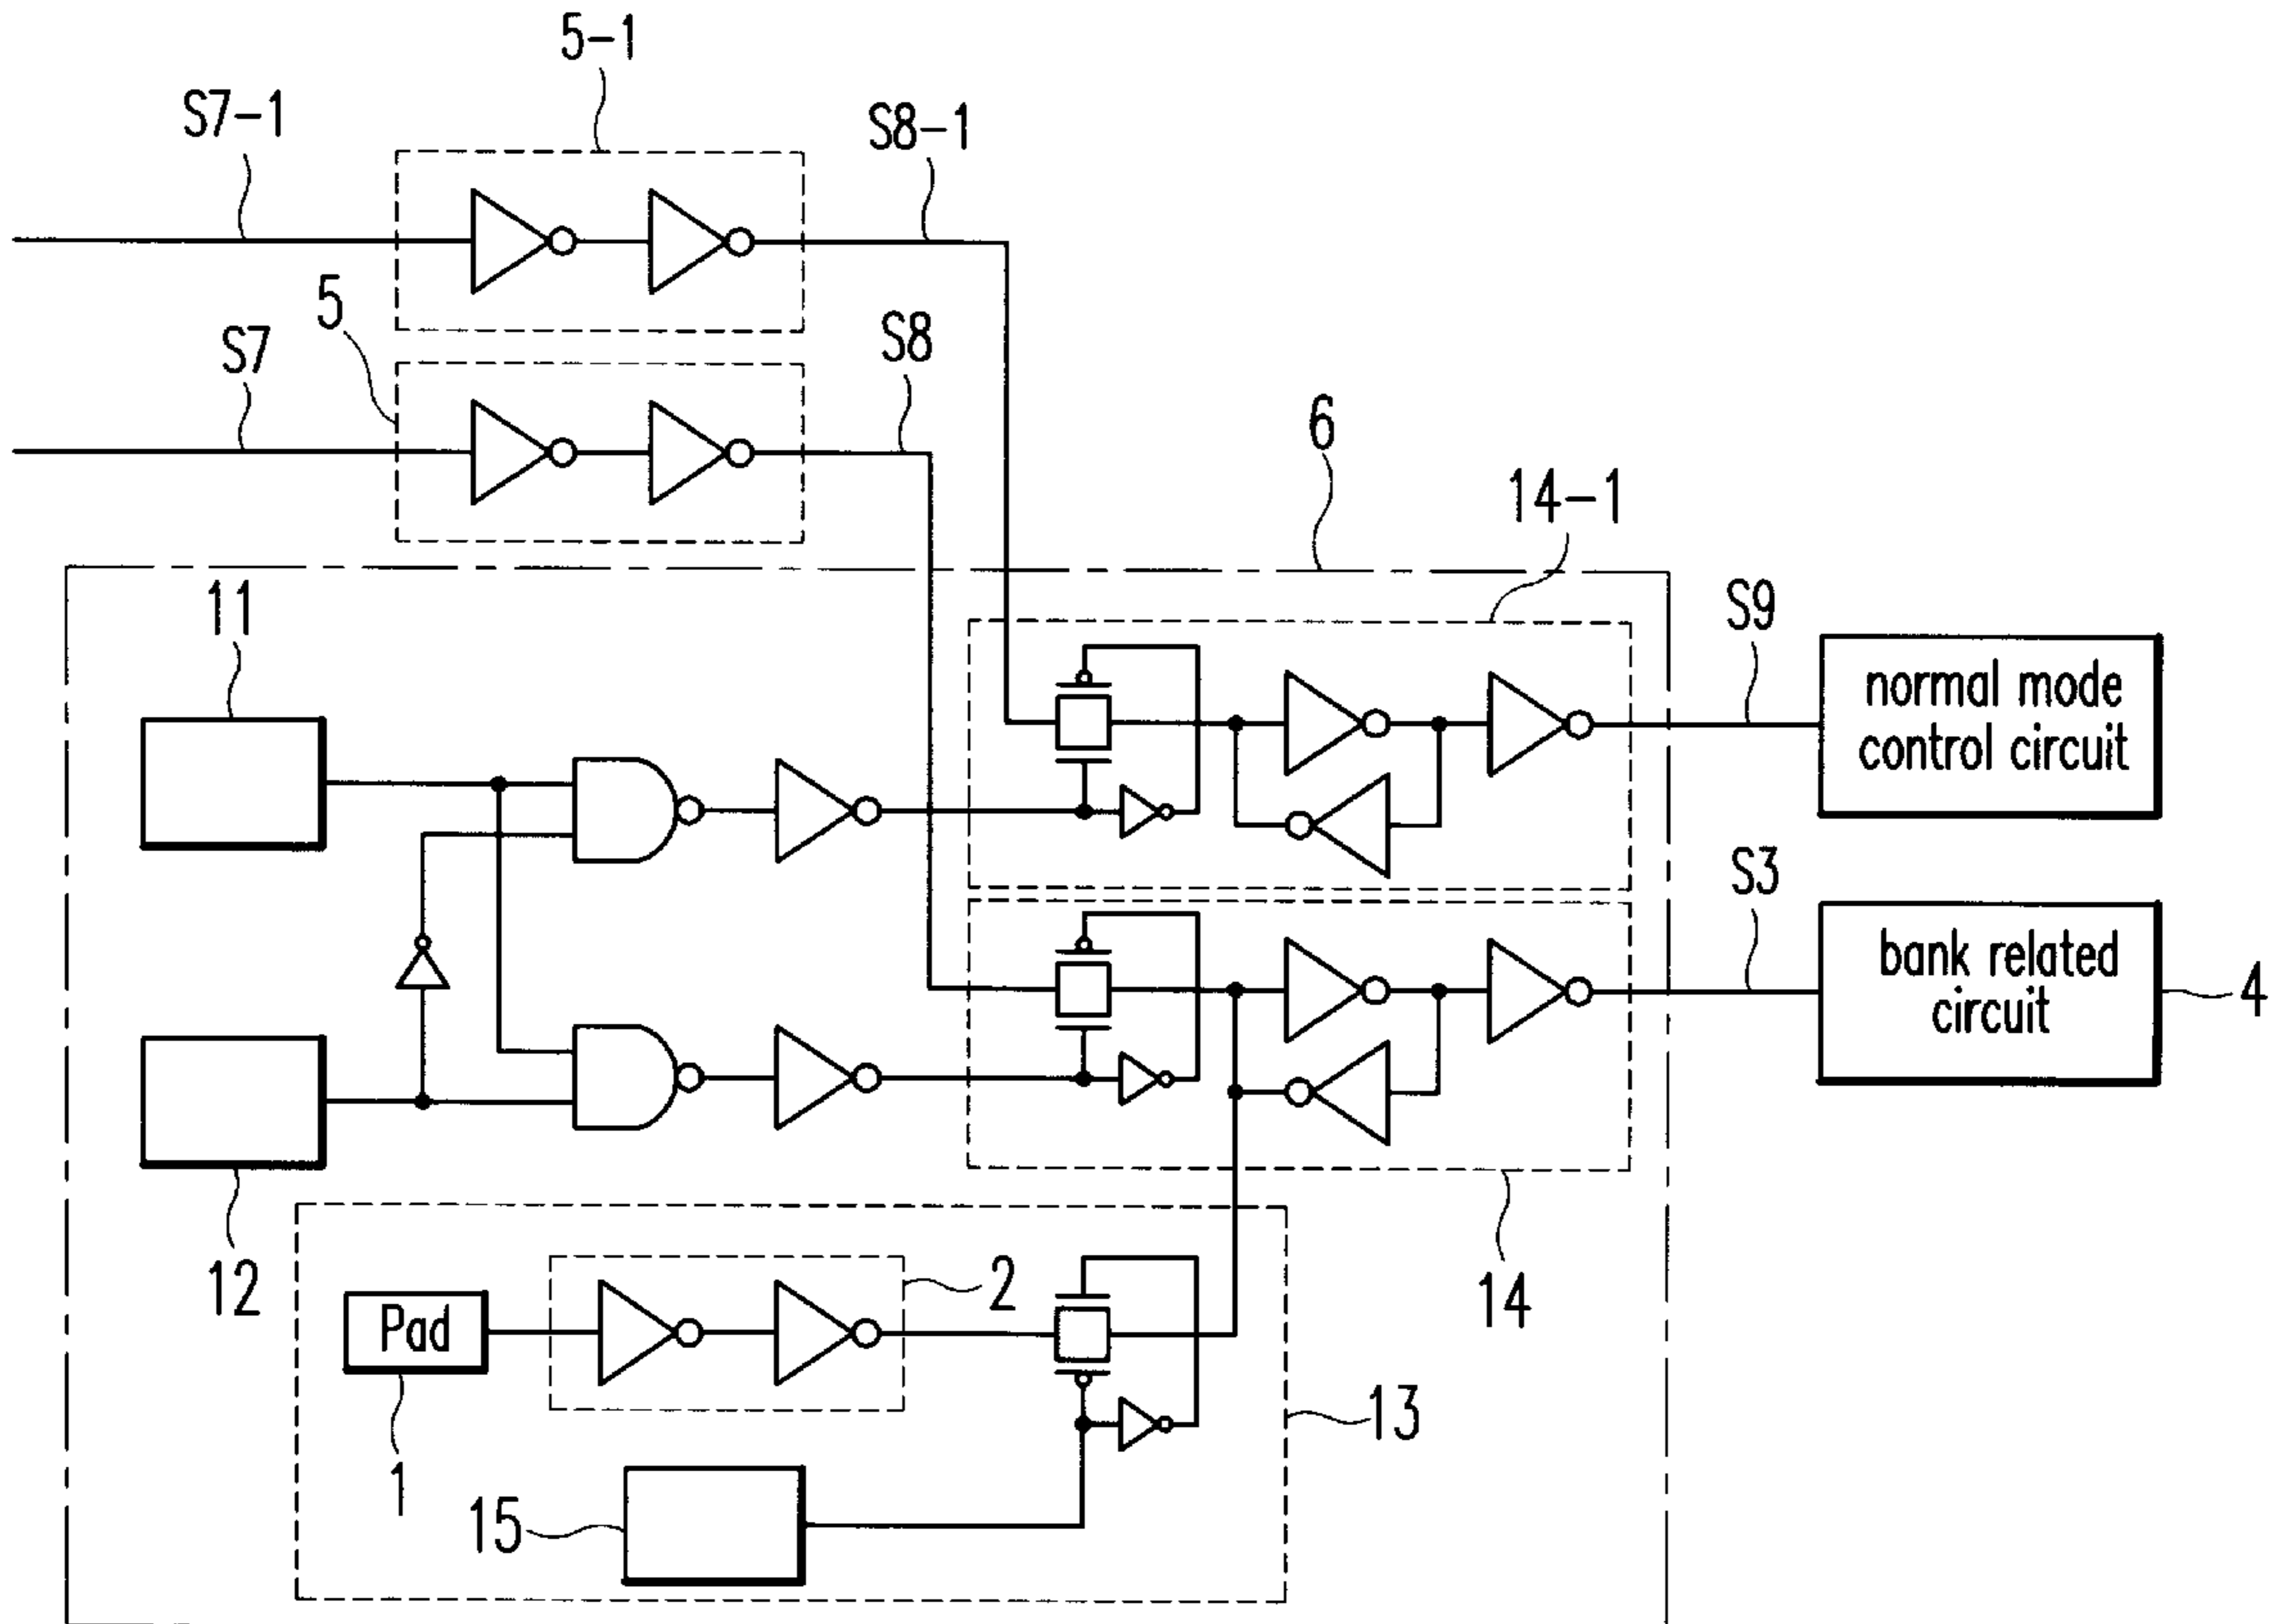 5-1
S7-1
S8-1
5
S7
S8
6
14-1
11
S9
normal mode
control circuit
S3
bank related
circuit
4
12
2
14
Pad
13
1
15